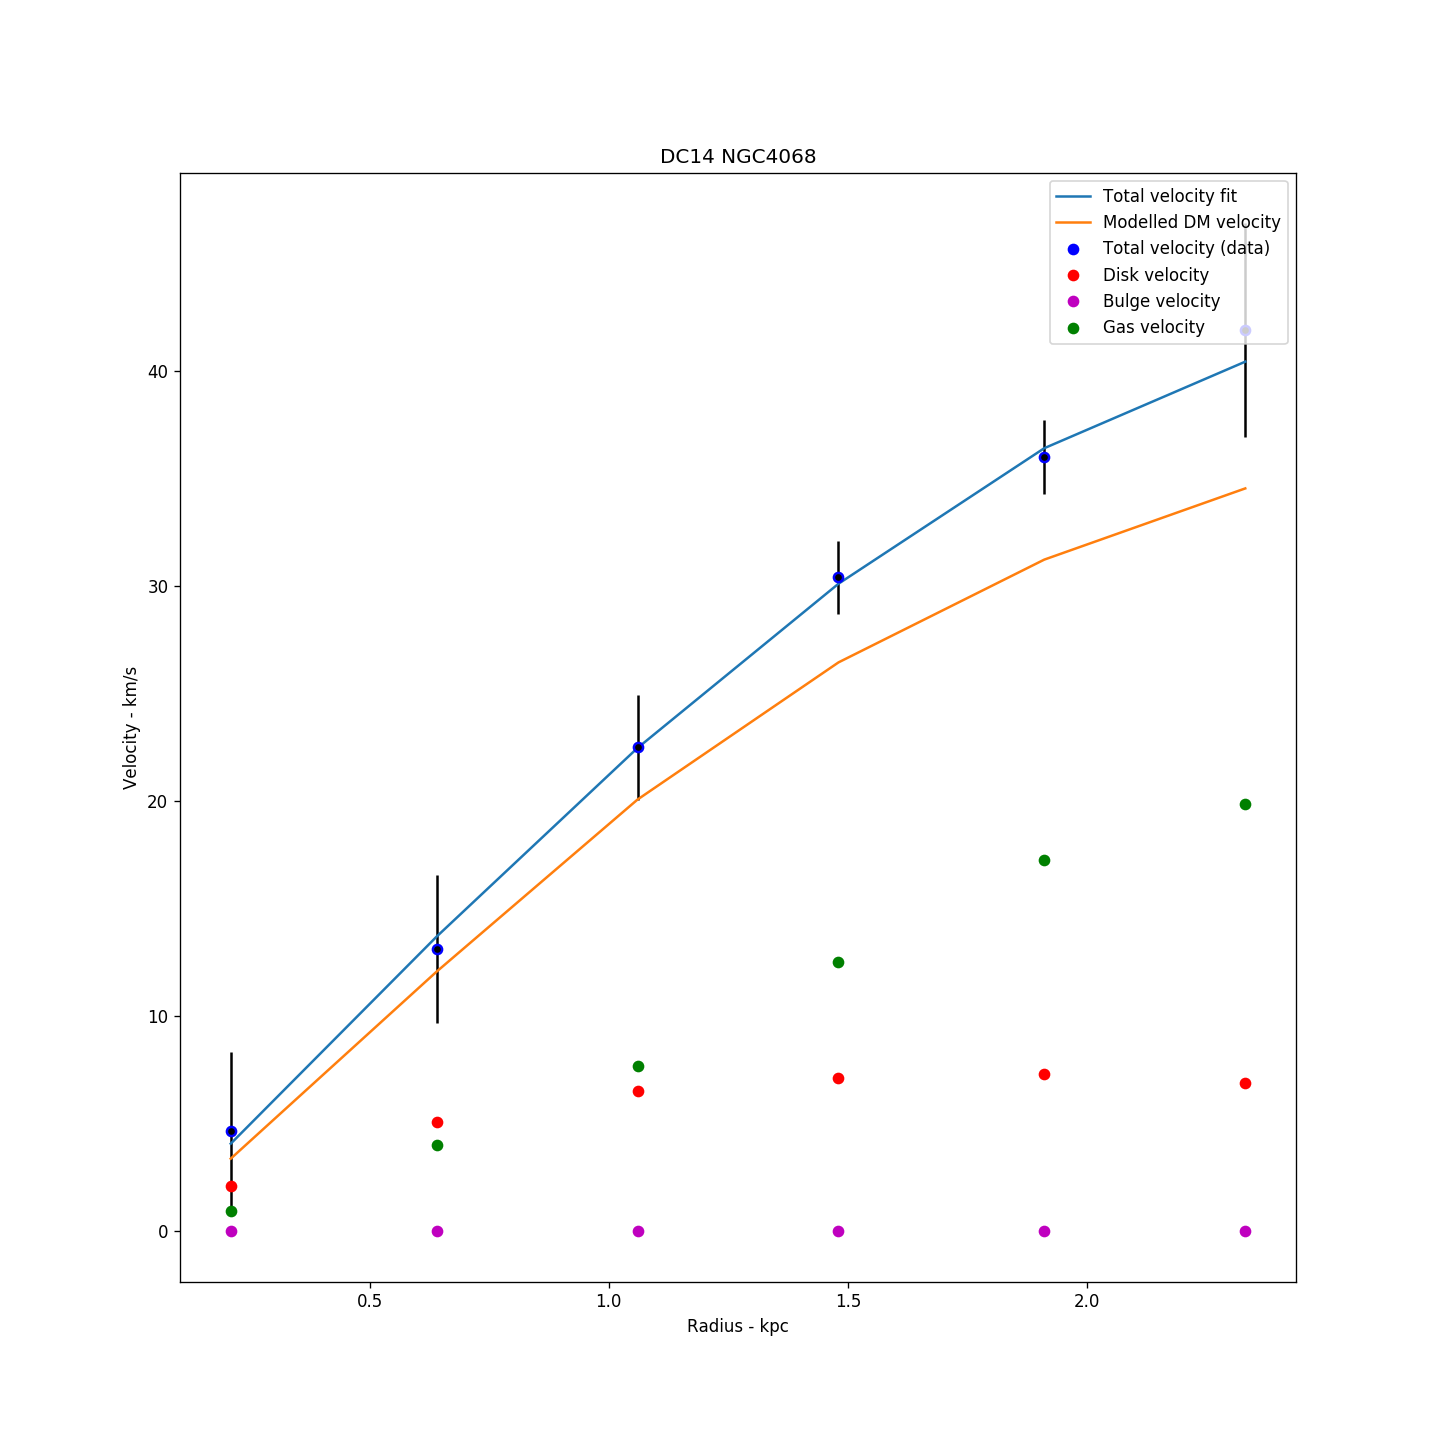 DC14 NGC4068
Total velocity fit
Modelled DM velocity
Total velocity (data)
Disk velocity
Bulge velocity
Gas velocity
40
30
20
10
0
Velocity - km/s
0.5
1.0
1.5
2.0
Radius - kpc